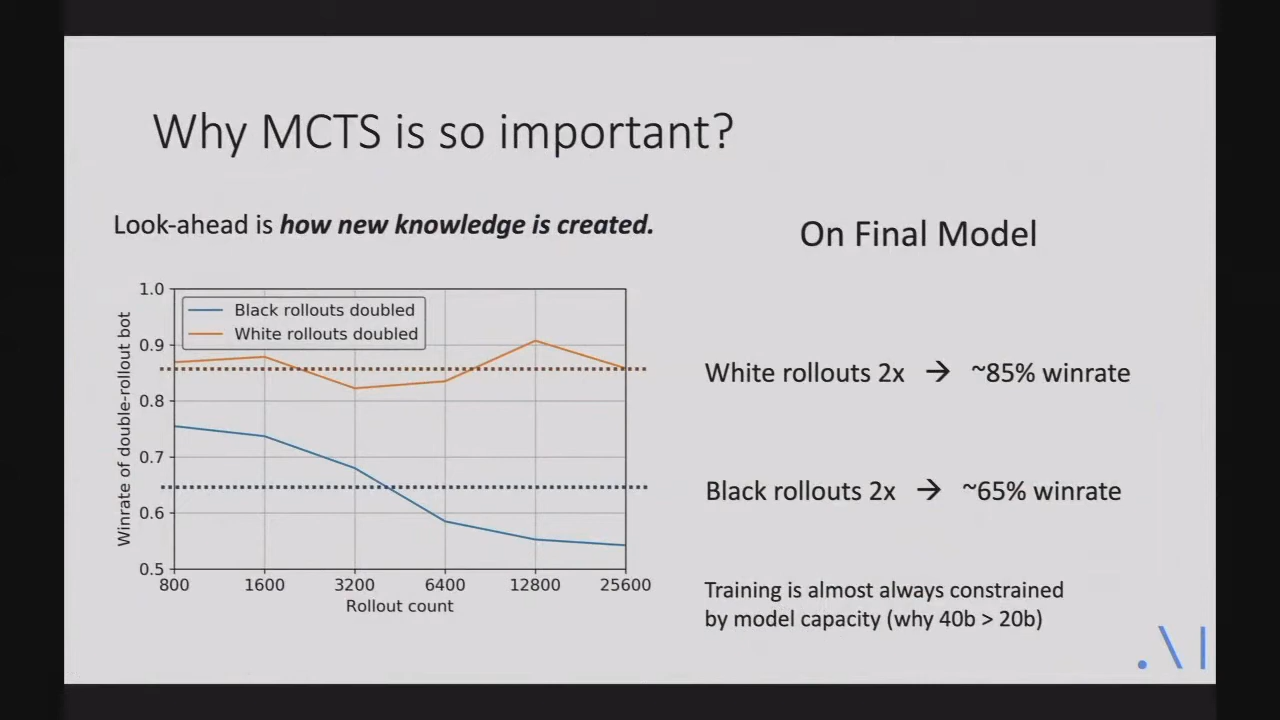 Why MCTS is so important?
Look-ahead is how new knowledge is created.
On Final Model
1.0
0.9
0.8
0.7
0.6
0.5
Winrate of double-rollout bot
Black rollouts doubled
White rollouts doubled
800 1600 3200 6400 12800 25600
Rollout count
White rollouts 2x → ~85% winrate
Black rollouts 2x → ~65% winrate
Training is almost always constrained
by model capacity (why 40b > 20b)